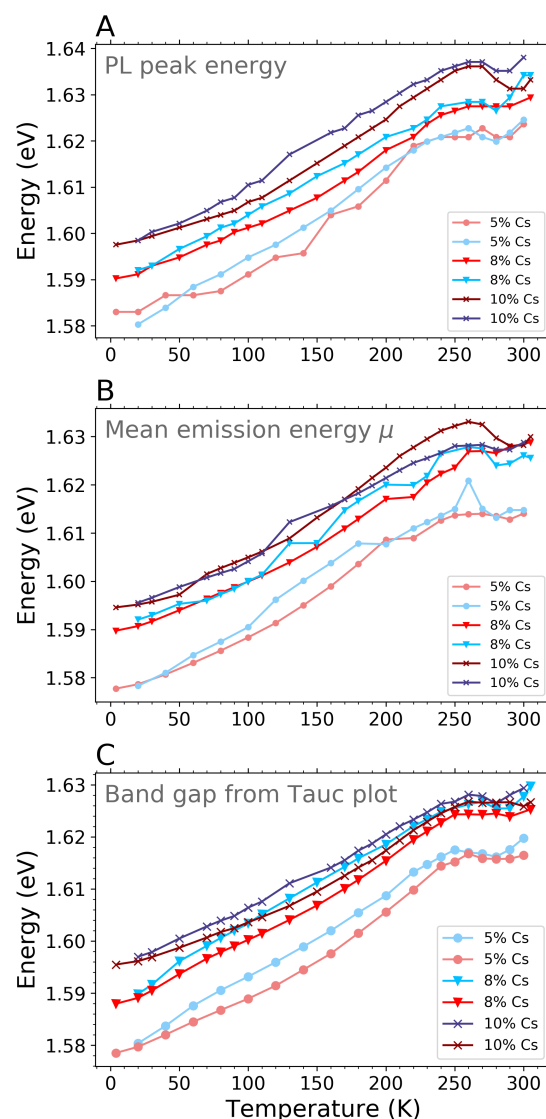 A
PL peak energy
Energy (eV)
1.64
1.63
1.62
1.61
1.60
1.59
1.58
5% Cs
5% Cs
8% Cs
8% Cs
10% Cs
10% Cs
0 50 100 150 200 250 300
B
Mean emission energy μ
Energy (eV)
1.63
1.62
1.61
1.60
1.59
1.58
5% Cs
5% Cs
8% Cs
8% Cs
10% Cs
10% Cs
0 50 100 150 200 250 300
C
Band gap from Tauc plot
Energy (eV)
1.63
1.62
1.61
1.60
1.59
1.58
5% Cs
5% Cs
8% Cs
8% Cs
10% Cs
10% Cs
0 50 100 150 200 250 300
Temperature (K)